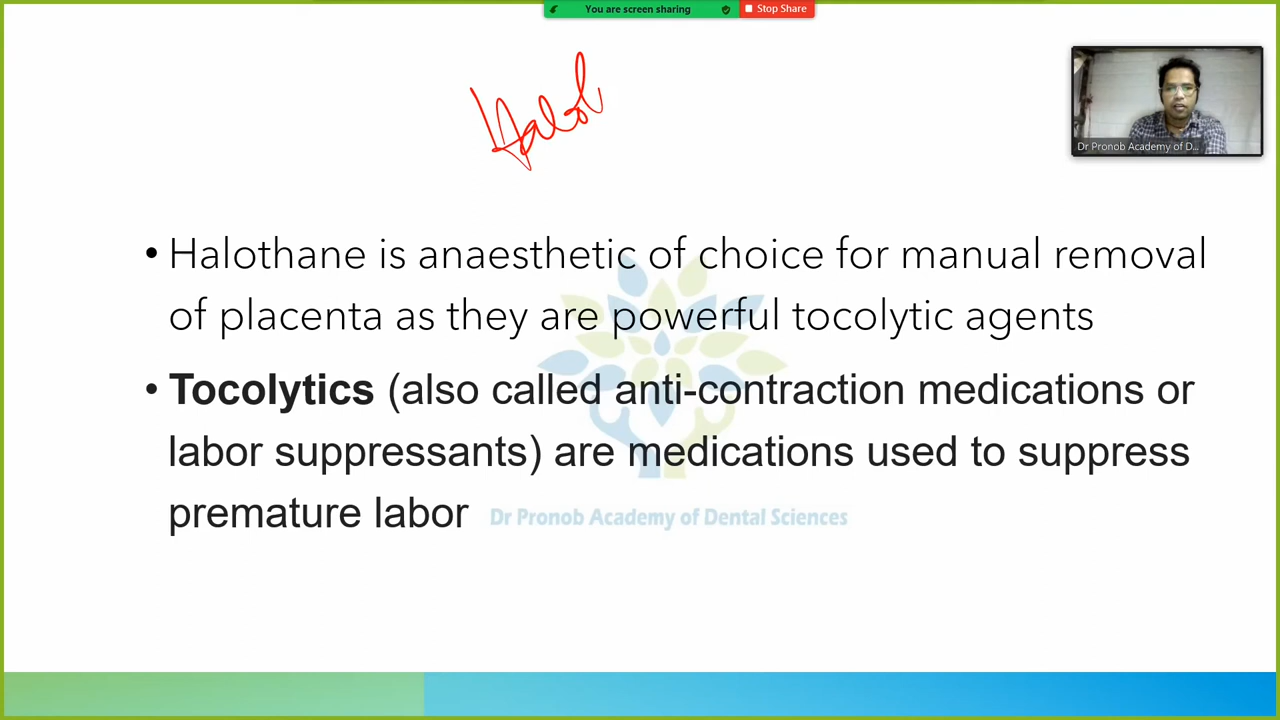 You are screen sharing
Stop Share
Halo
Dr Pronob Academy of D...
• Halothane is anaesthetic of choice for manual removal
of placenta as they are powerful tocolytic agents
• Tocolytics (also called anti-contraction medications or
labor suppressants) are medications used to suppress
premature labor
Dr Pronob Academy of Dental Sciences